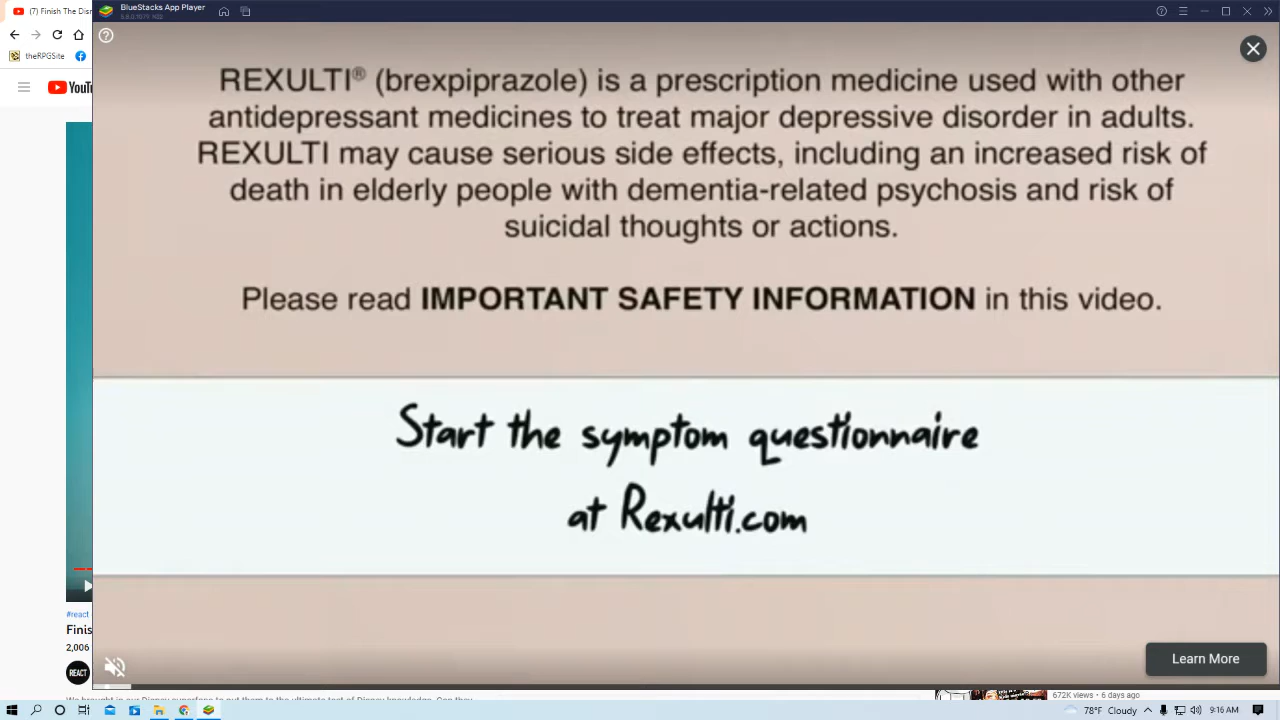 (7) Finish The Dis
BlueStacks App Player
theRPGSite
REXULTI® (brexpiprazole) is a prescription medicine used with other
antidepressant medicines to treat major depressive disorder in adults.
REXULTI may cause serious side effects, including an increased risk of
death in elderly people with dementia-related psychosis and risk of
suicidal thoughts or actions.
Please read IMPORTANT SAFETY INFORMATION in this video.
Start the symptom questionnaire
at Rexulti.com
#react
Finis
2,006
REACT
Learn More
672K views • 6 days ago
78°F Cloudy
9:16 AM